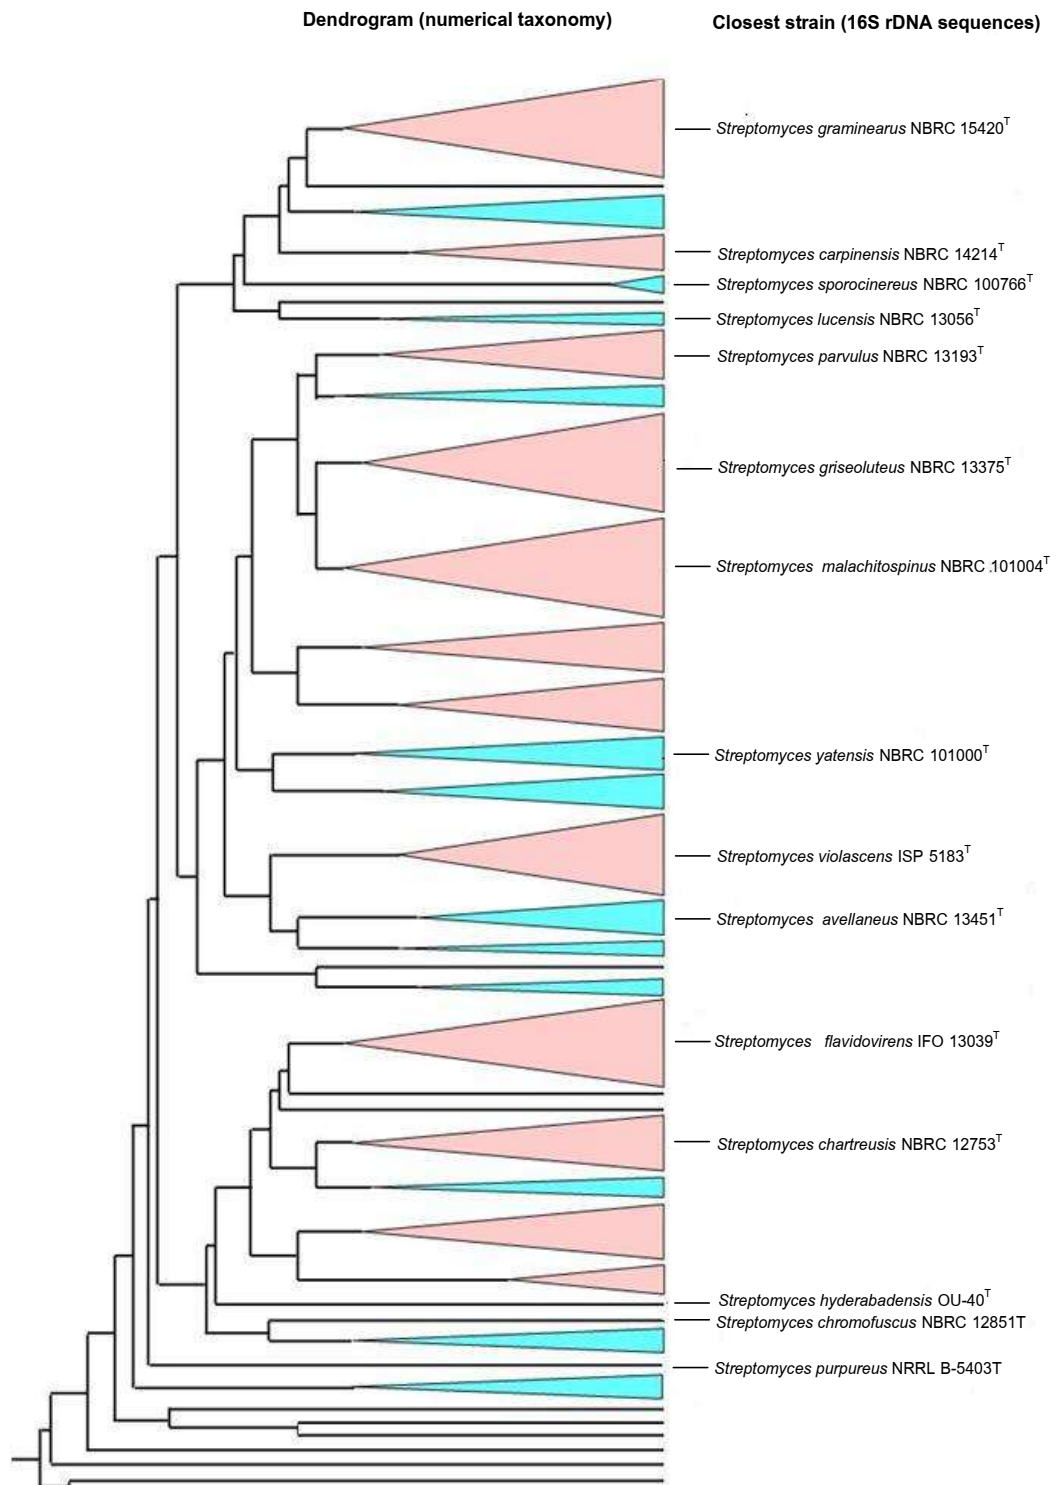 Dendrogram (numerical taxonomy) Closest strain (16S rDNA sequences)
Streptomyces graminearus NBRC 15420T
Streptomyces carpinensis NBRC 14214T
Streptomyces sporocinereus NBRC 100766T
Streptomyces lucensis NBRC 13056T
Streptomyces parvulus NBRC 13193T
Streptomyces griseoluteus NBRC 13375T
Streptomyces malachitospinus NBRC 101004T
Streptomyces yatensis NBRC 101000T
Streptomyces violascens ISP 5183T
Streptomyces avellaneus NBRC 13451T
Streptomyces flavidovirens IFO 13039T
Streptomyces chartreusis NBRC 12753T
Streptomyces hyderabadensis OU-40T
Streptomyces chromofuscus NBRC 12851T
Streptomyces purpureus NRRL B-5403T